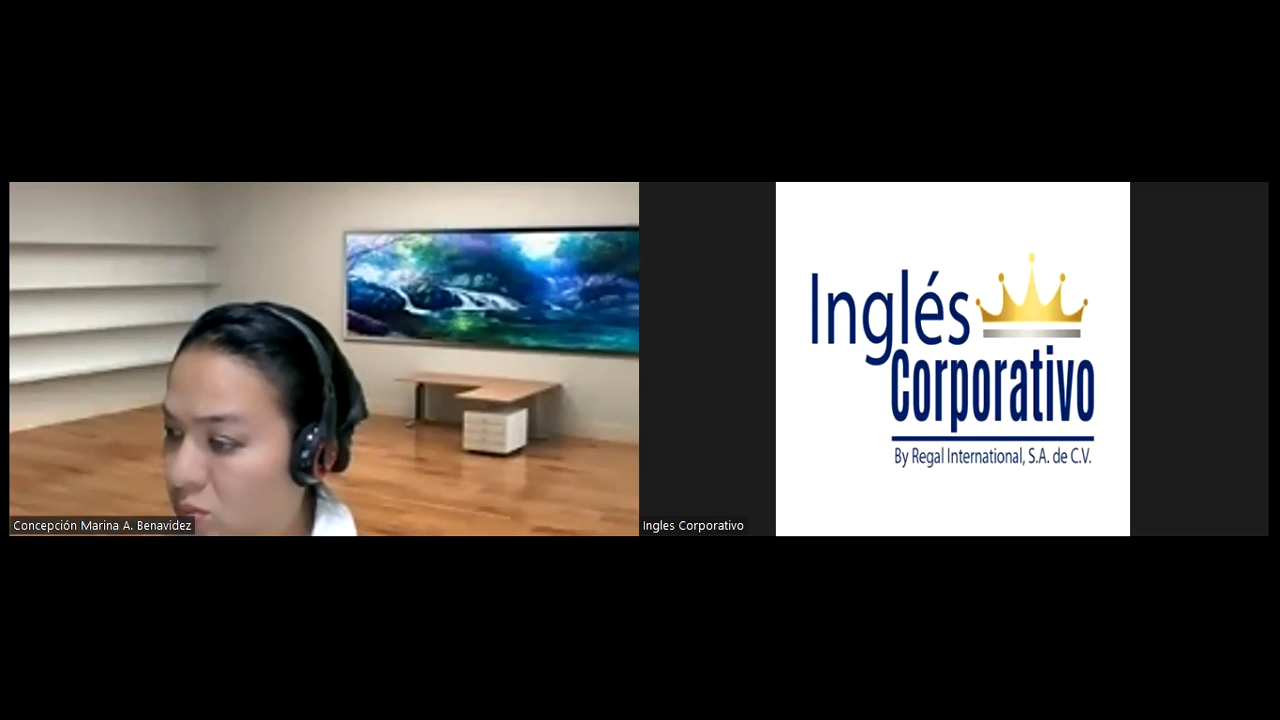 Inglés
Corporativo
By Regal International, S.A. de C.V.
Concepción Marina A. Benavidez
Ingles Corporativo